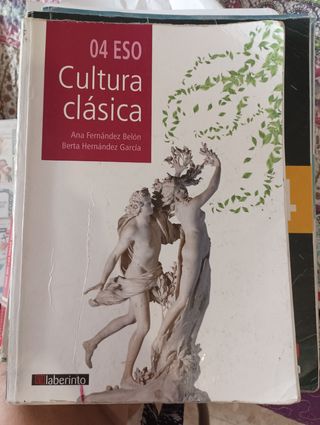 04 ESO
Cultura
clásica
Ana Fernández Belón
Berta Hernández García
laberinto